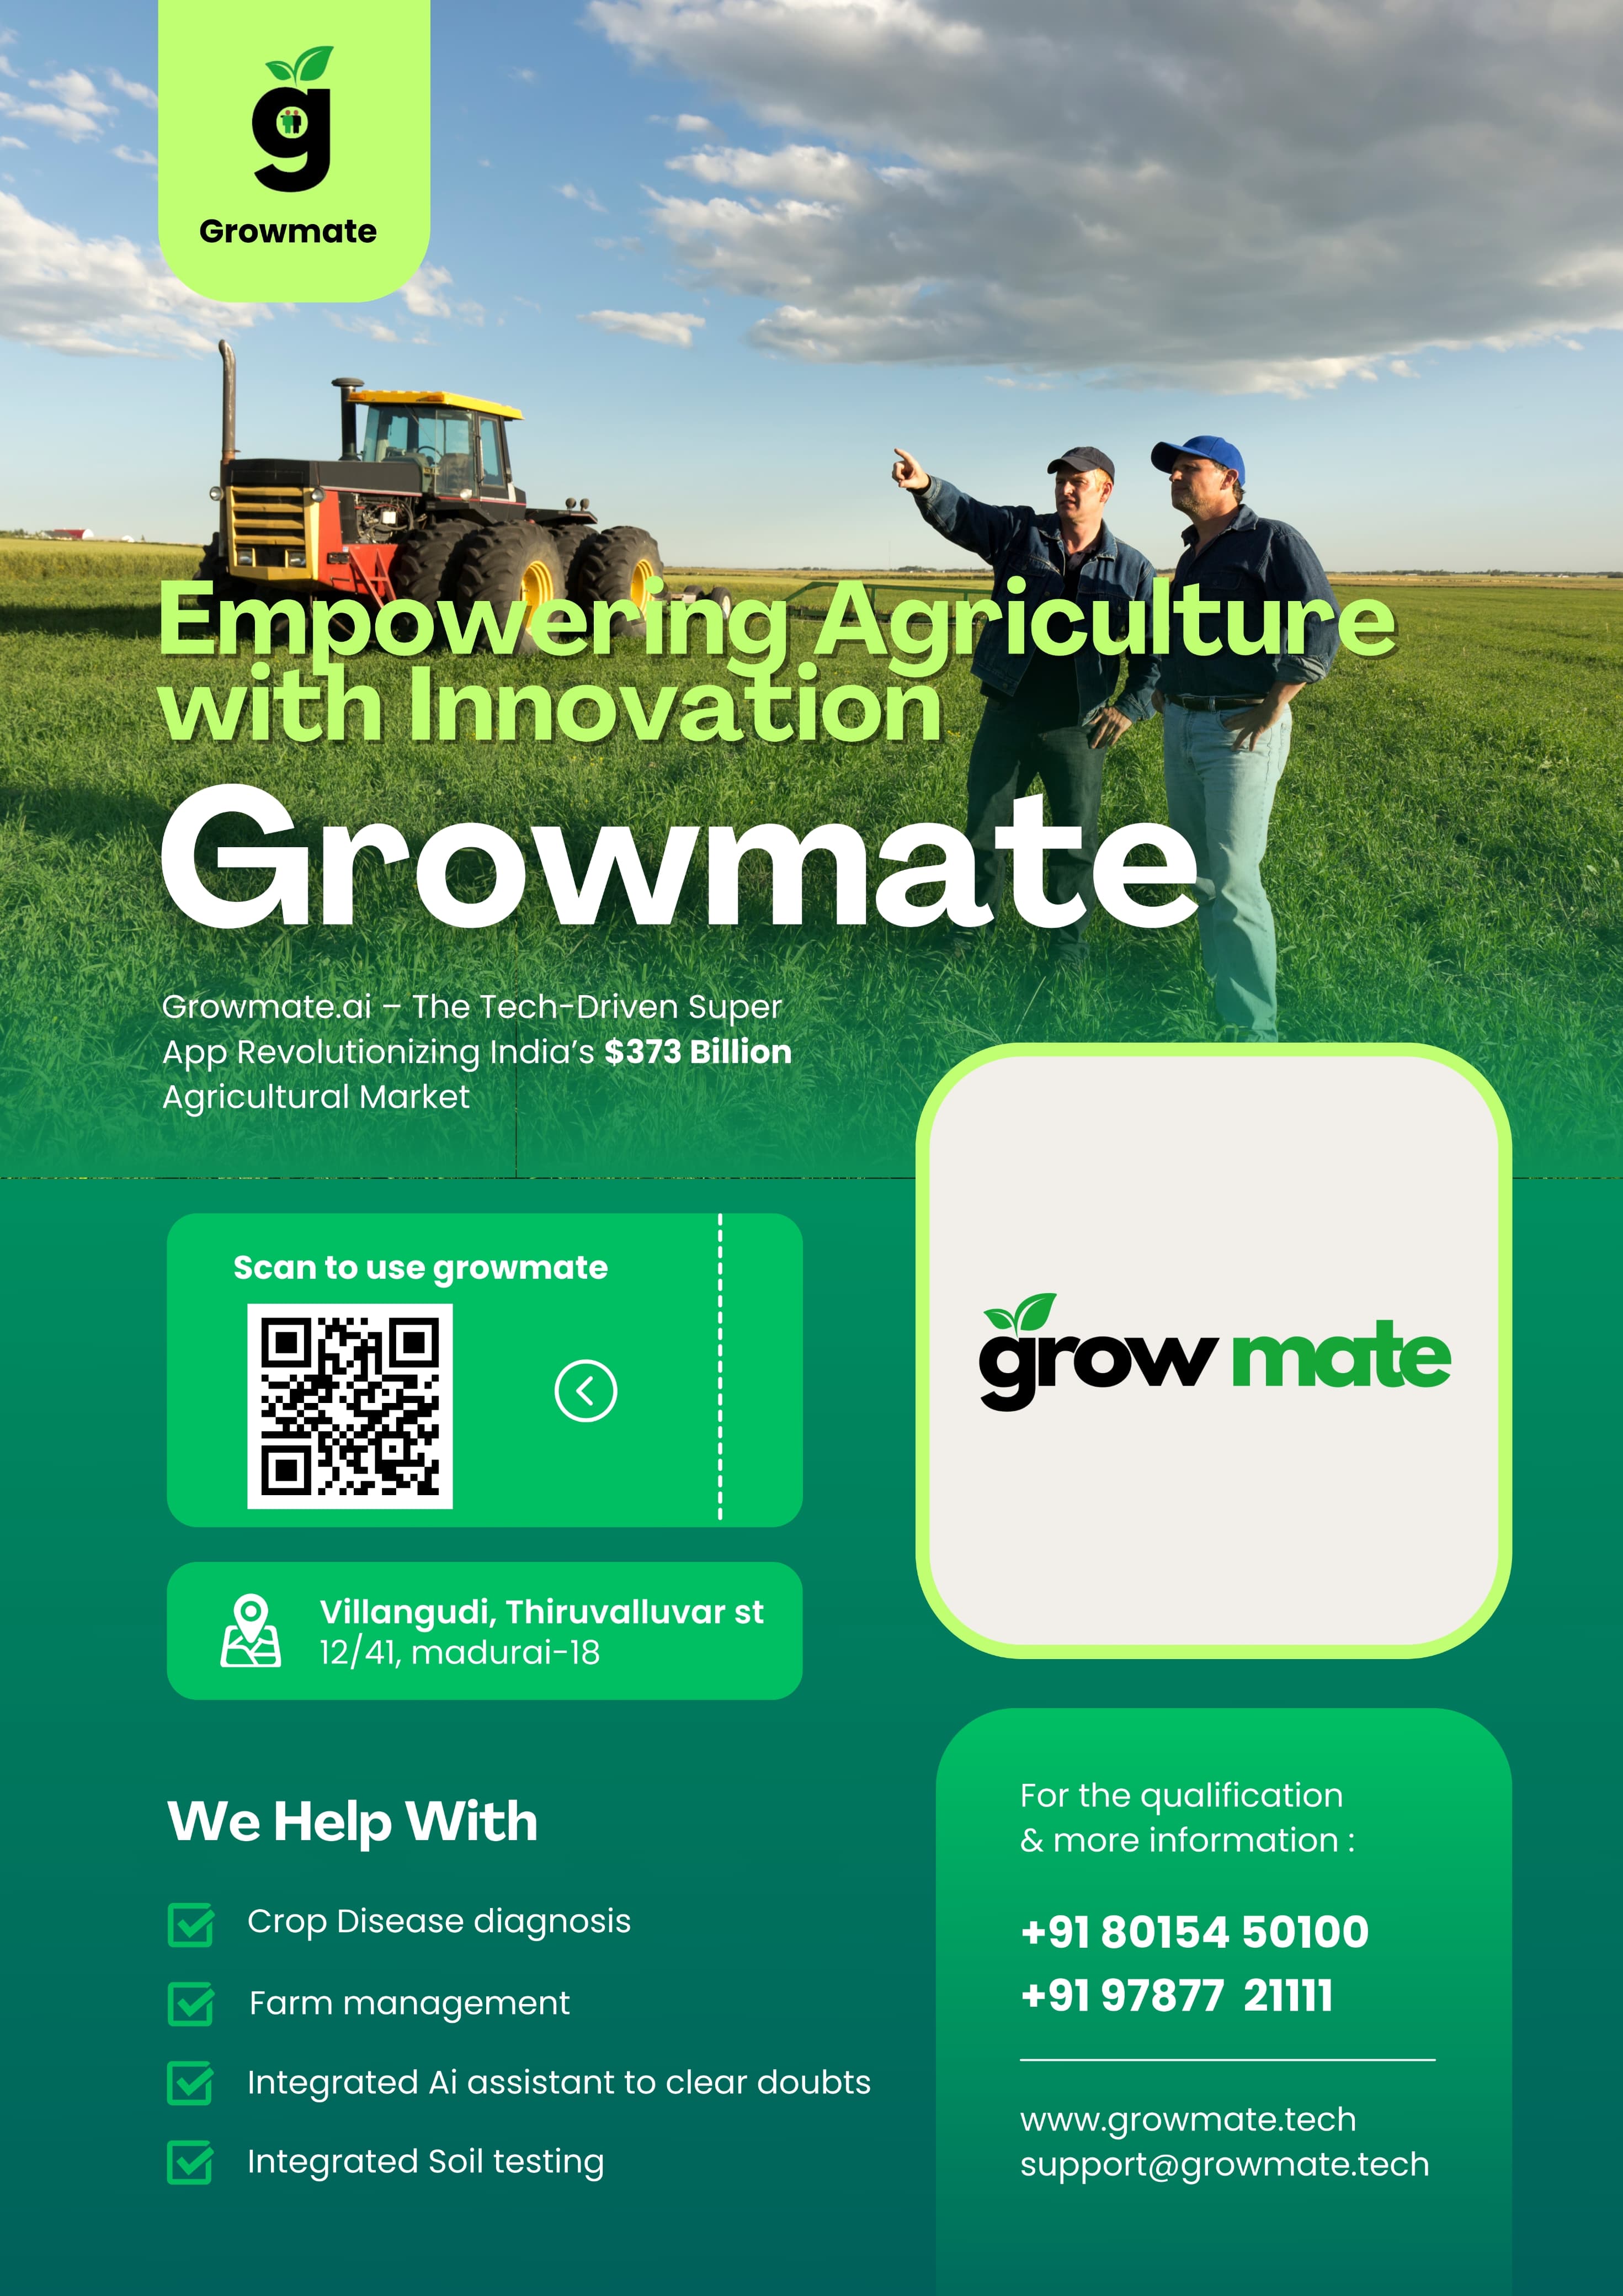 Growmate
Empowering Agriculture
with Innovation
Growmate
Growmate.ai – The Tech-Driven Super
App Revolutionizing India’s $373 Billion
Agricultural Market
Scan to use growmate
grow mate
Villangudi, Thiruvalluvar st
12/41, madurai-18
We Help With
Crop Disease diagnosis
Farm management
Integrated Ai assistant to clear doubts
Integrated Soil testing
For the qualification
& more information :
+91 80154 50100
+91 97877 21111
www.growmate.tech
support@growmate.tech